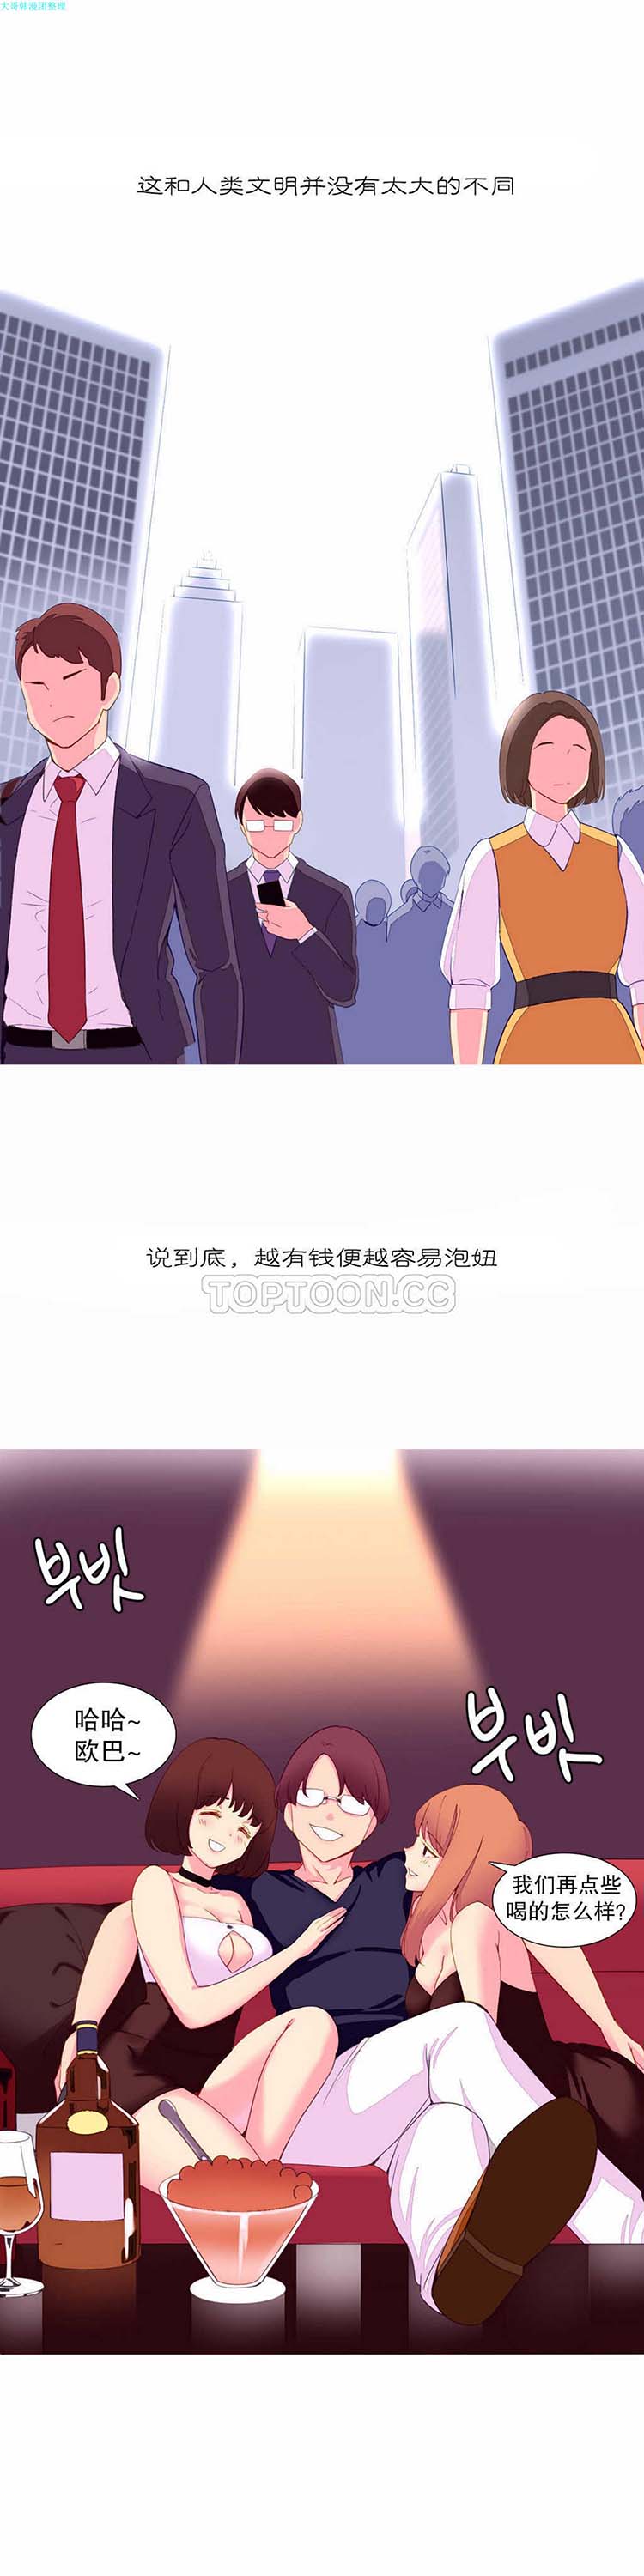 大哥韩漫团整理
这和人类文明并没有太大的不同
说到底，越有钱便越容易泡妞
TOPTOON.CC
부빗
哈哈~
欧巴~
부빗
我们再点些
喝的怎么样?